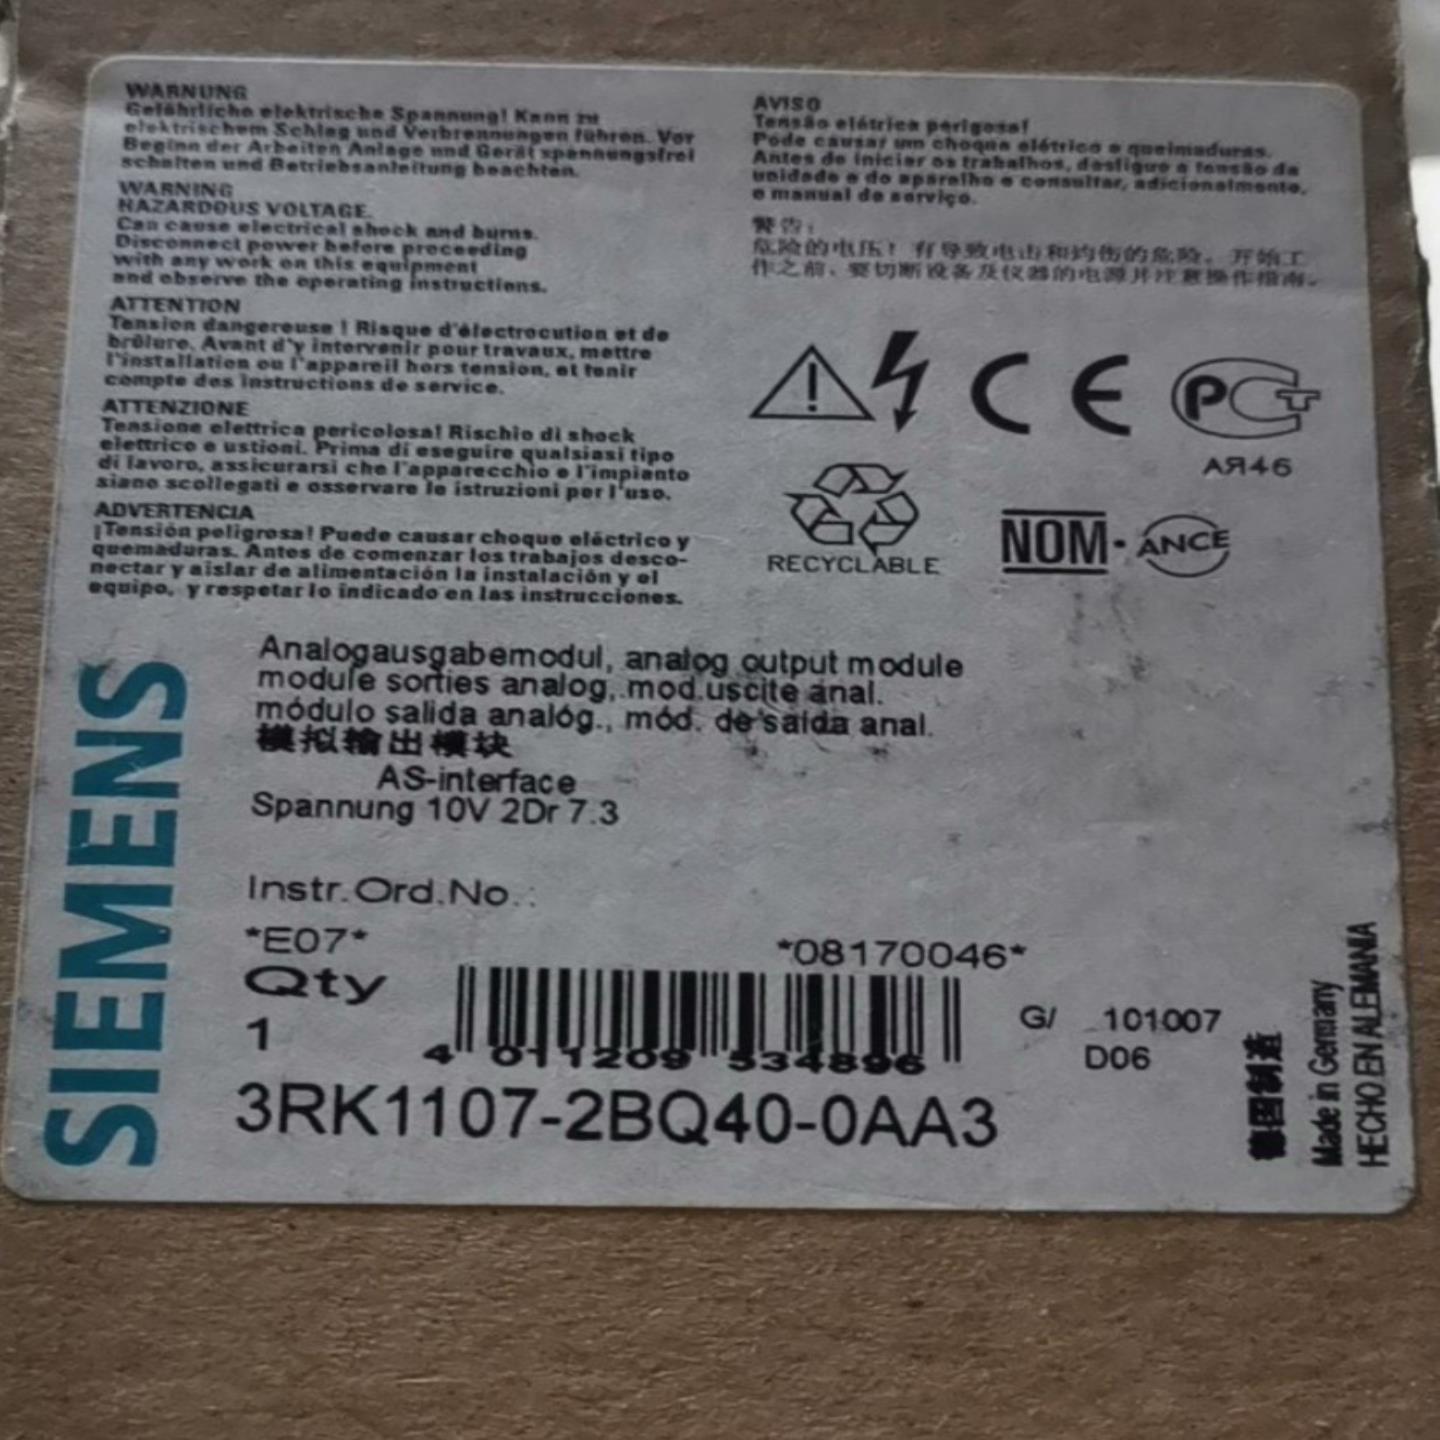 WARNUNG
Gefährliche elektrische Spannung! Kann zu
elektrischem Schlag und Verbrennungen führen. Vor
Beginn der Arbeiten Anlage und Gerät spannungsfrei
schalten und Betriebsanleitung beachten.
WARNING
HAZARDOUS VOLTAGE.
Can cause electrical shock and burns.
Disconnect power before proceeding
with any work on this equipment
and observe the operating instructions.
ATTENTION
Tension dangereuse ! Risque d'électrocution et de
brûlure. Avant d'y intervenir pour travaux, mettre
l'installation ou l'appareil hors tension, et tenir
compte des instructions de service.
ATTENZIONE
Tensione elettrica pericolosa! Rischio di shock
elettrico e ustioni. Prima di eseguire qualsiasi tipo
di lavoro, assicurarsi che l'apparecchio e l'impianto
siano scollegati e osservare le istruzioni per l'uso.
ADVERTENCIA
¡Tensión peligrosa! Puede causar choque eléctrico y
quemaduras. Antes de comenzar los trabajos desco-
nectar y aislar de alimentación la instalación y el
equipo, y respetar lo indicado en las instrucciones.
AVISO
Tensão elétrica perigosa!
Pode causar um choque elétrico e queimaduras.
Antes de iniciar os trabalhos, desligue a tensão da
unidade e do aparelho e consultar, adicionalmente,
o manual de serviço.
警告:
危险的电压! 有导致电击和灼伤的危险。开始工
作之前、要切断设备及仪器的电源并注意操作指南。
CE
PCT
АЯ46
RECYCLABLE
NOM·ANCE
SIEMENS
Analogausgabemodul, analog output module
module sorties analog, mod.uscite anal.
módulo salida analóg., mód. de saida anal.
模拟输出模块
AS-interface
Spannung 10V 2Dr 7.3
Instr.Ord.No.:
*E07* *08170046*
Qty
1
4 011209 534896
G/ 101007
D06
3RK1107-2BQ40-0AA3
德国制造
Made in Germany
HECHO EN ALEMANIA